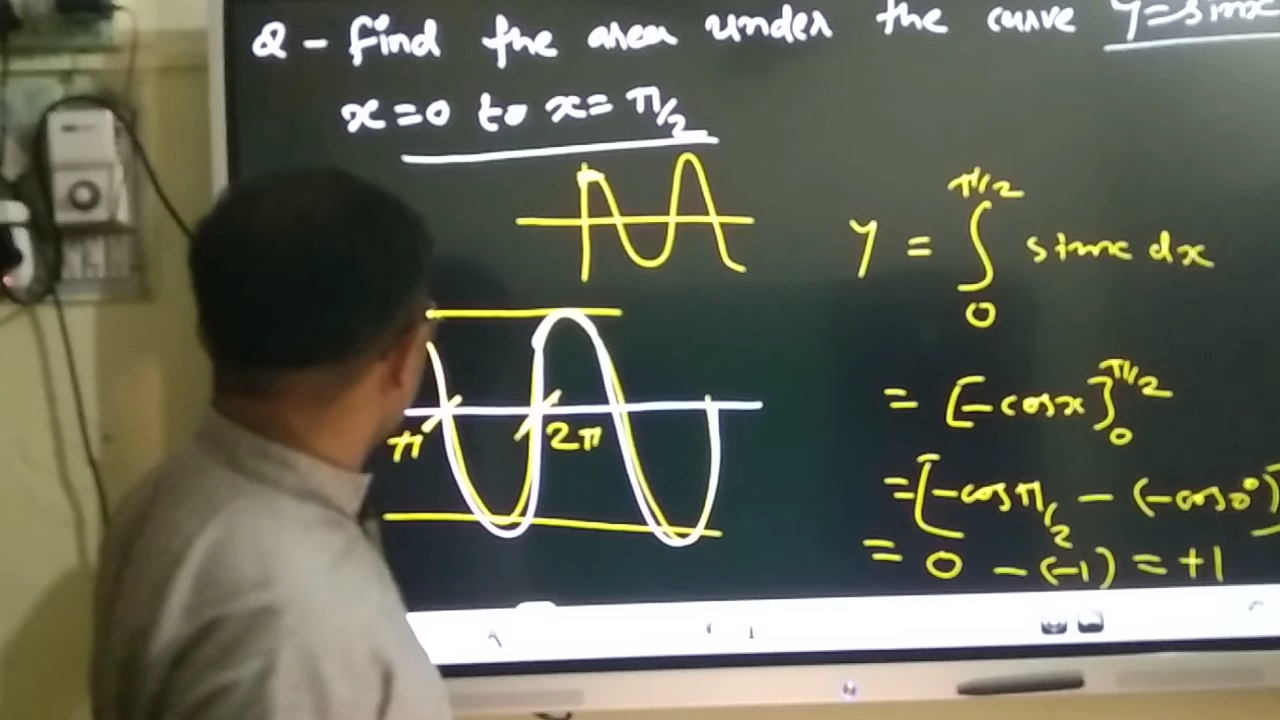 Q - Find the area under the curve y=sinx
x=0 to x= π/2
y = ∫₀^(π/2) sinx dx
= [-cosx]₀^(π/2)
π
2π
=[-cosπ/2 - (-cos0°)]
= 0 - (-1) = +1